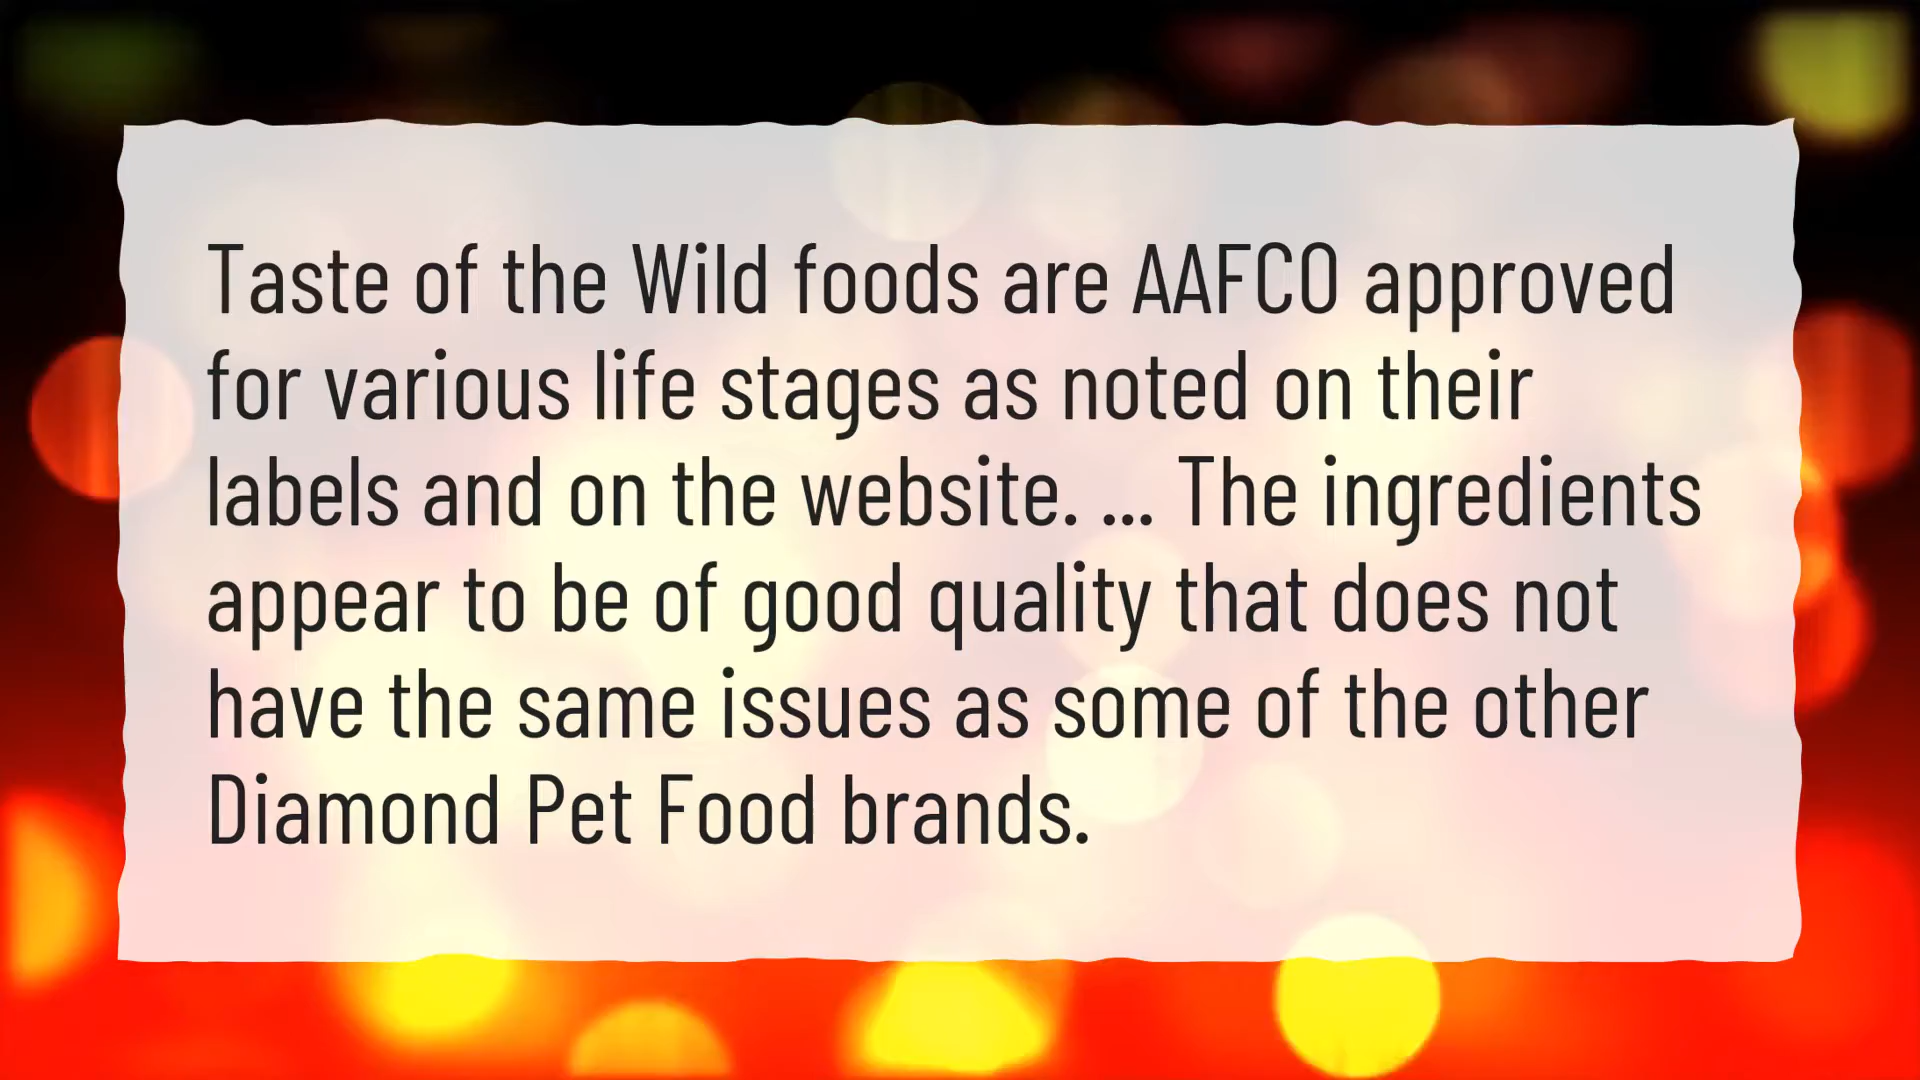 Taste of the Wild foods are AAFCO approved
for various life stages as noted on their
labels and on the website. ... The ingredients
appear to be of good quality that does not
have the same issues as some of the other
Diamond Pet Food brands.